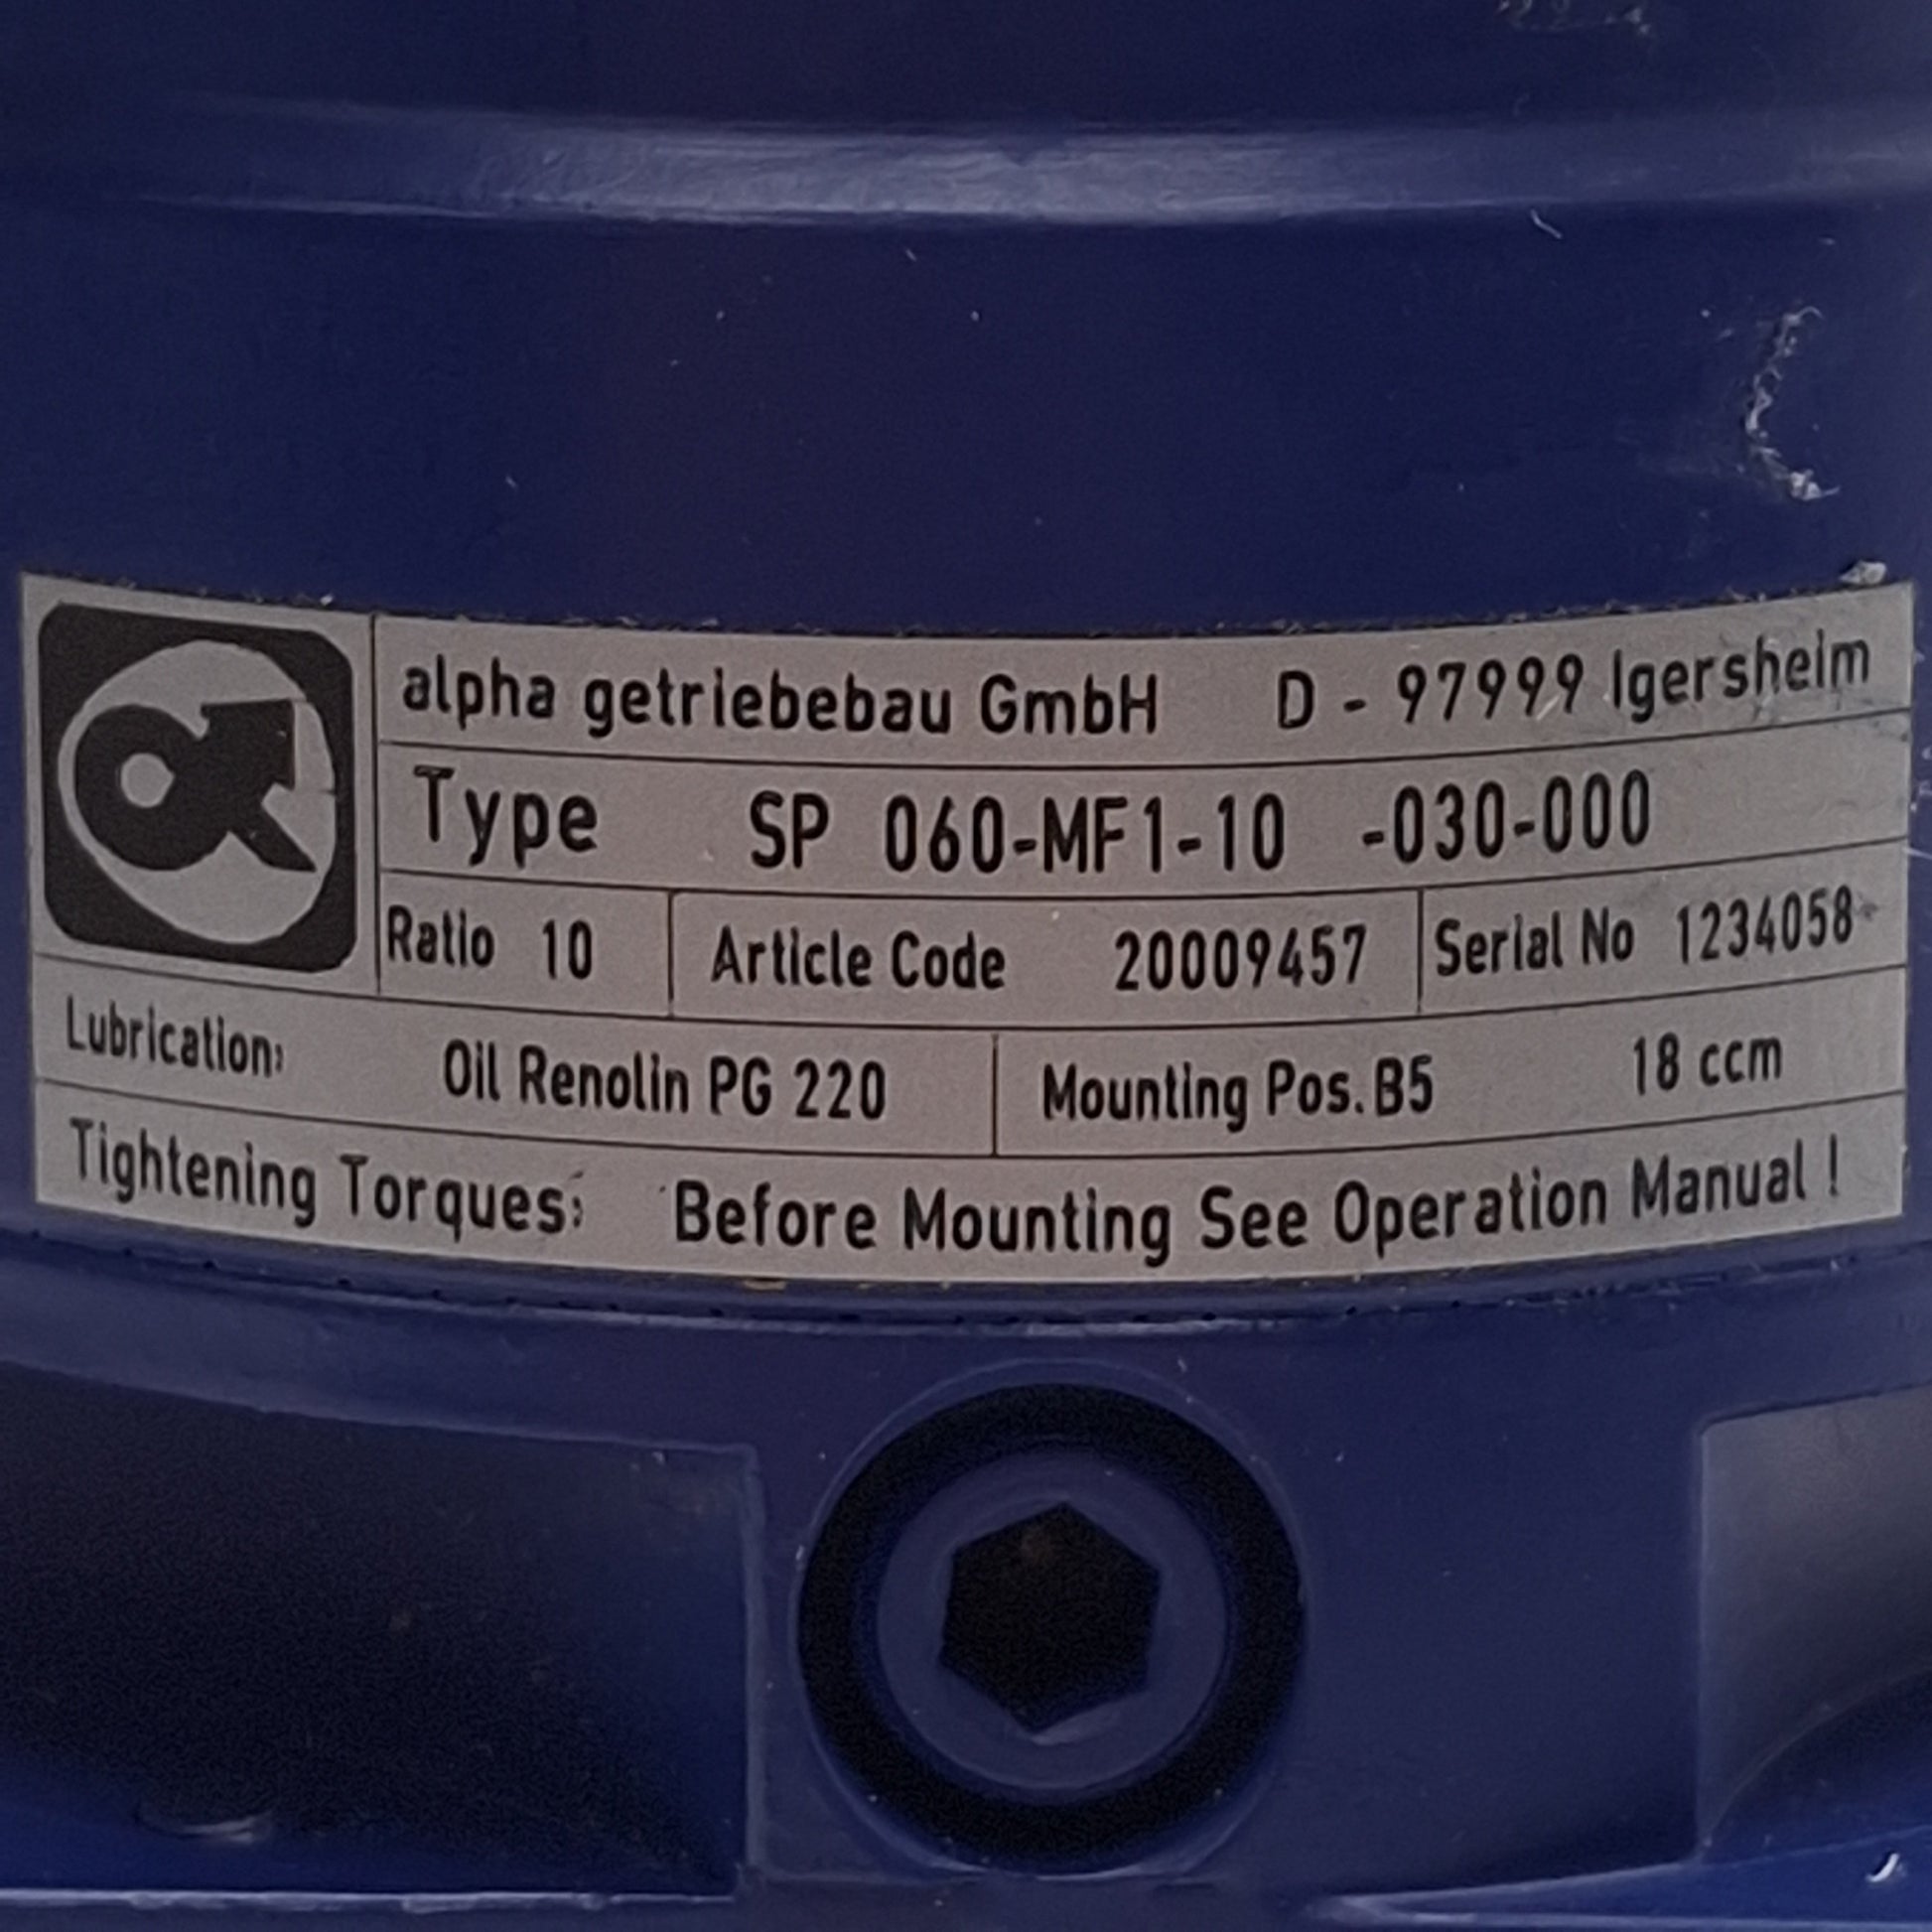 alpha getriebebau GmbH D - 97999 Igersheim
Type SP 060-MF1-10 -030-000
Ratio 10 Article Code 20009457 Serial No 1234058
Lubrication: Oil Renolin PG 220 Mounting Pos. B5 18 ccm
Tightening Torques: Before Mounting See Operation Manual !